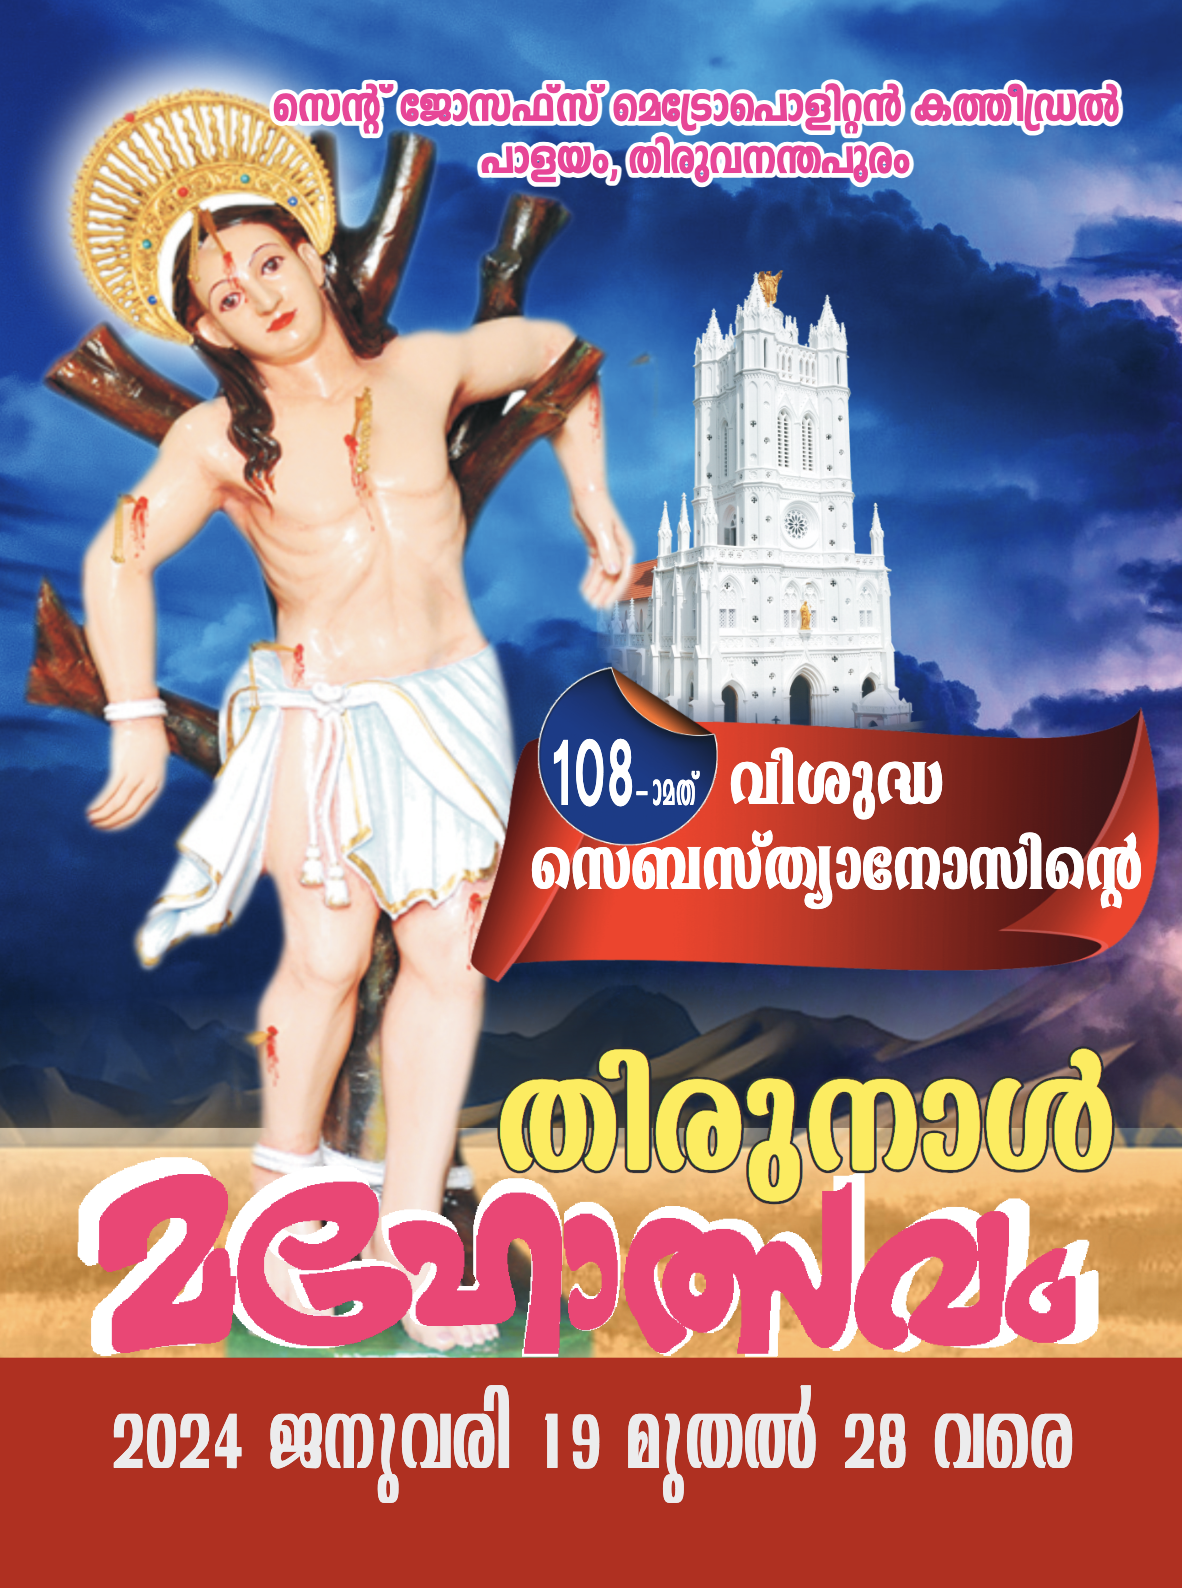 സെന്റ് ജോസഫ്സ് മെട്രോപൊളിറ്റൻ കത്തീഡ്രൽ
പാളയം, തിരുവനന്തപുരം
108-ാമത് വിശുദ്ധ
സെബസ്ത്യാനോസിന്റെ
തിരുനാൾ
മഹോത്സവം
2024 ജനുവരി 19 മുതൽ 28 വരെ